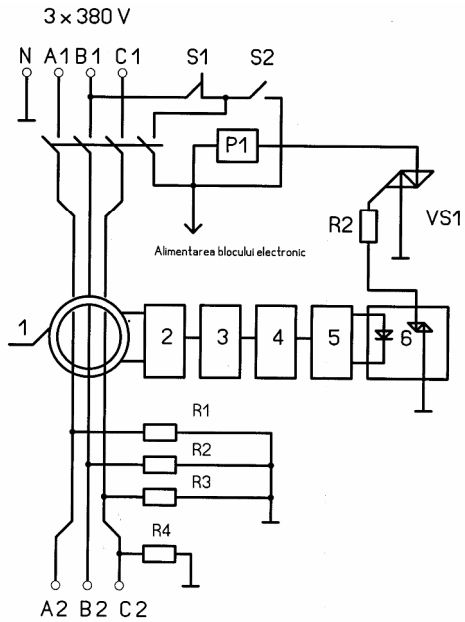 3 x 380 V
N A1 B1 C1 S1 S2
P1
R2 VS1
Alimentarea blocului electronic
1 2 3 4 5 6
R1
R2
R3
R4
A2 B2 C2